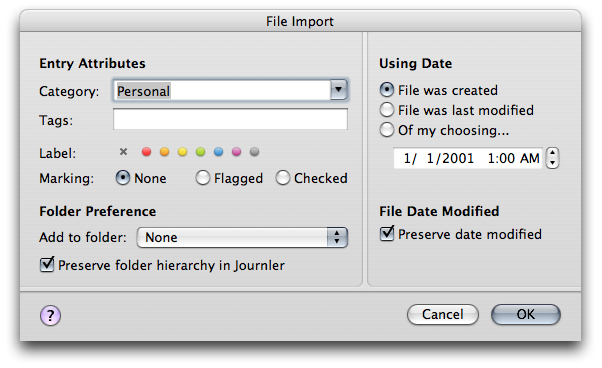 File Import
Entry Attributes
Category: Personal
Tags:
Label:
Marking: None Flagged Checked
Folder Preference
Add to folder: None
Preserve folder hierarchy in Journler
Using Date
File was created
File was last modified
Of my choosing...
1/ 1/2001 1:00 AM
File Date Modified
Preserve date modified
?
Cancel OK